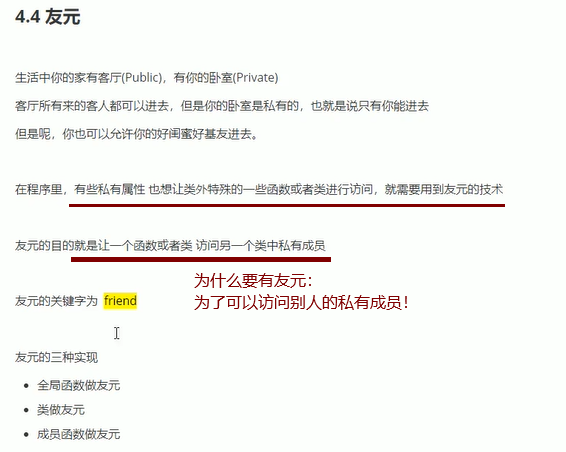 4.4 友元
生活中你的家有客厅(Public)，有你的卧室(Private)
客厅所有来的客人都可以进去，但是你的卧室是私有的，也就是说只有你能进去
但是呢，你也可以允许你的好闺蜜好基友进去。
在程序里，有些私有属性 也想让类外特殊的一些函数或者类进行访问，就需要用到友元的技术
友元的目的就是让一个函数或者类 访问另一个类中私有成员
为什么要有友元：
友元的关键字为 friend
为了可以访问别人的私有成员！
友元的三种实现
• 全局函数做友元
• 类做友元
• 成员函数做友元